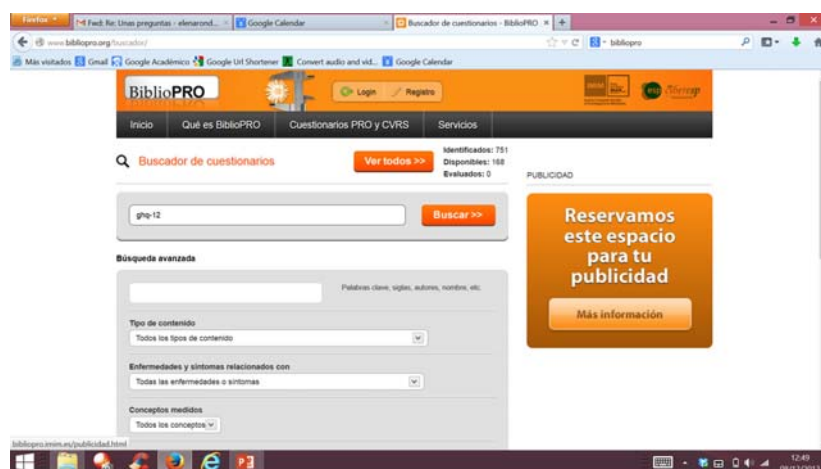 Firefox
Fwd: Re: Unas preguntas - elenarond...
Google Calendar
Buscador de cuestionarios - BiblioPRO
www.bibliopro.org/buscador/
bibliopro
Más visitados Gmail Google Académico Google Url Shortener Convert audio and vid... Google Calendar
BiblioPRO
Login Registro
Inicio Qué es BiblioPRO Cuestionarios PRO y CVRS Servicios
Buscador de cuestionarios
Ver todos >>
Identificados: 751
Disponibles: 168
Evaluados: 0
PUBLICIDAD
ghq-12
Buscar >>
Reservamos
este espacio
para tu
publicidad
Más información
Búsqueda avanzada
Palabras clave, siglas, autores, nombre, etc.
Tipo de contenido
Todos los tipos de contenido
Enfermedades y síntomas relacionados con
Todas las enfermedades o síntomas
Conceptos medidos
Todos los conceptos
bibliopro.imim.es/publicidad.html
12:49